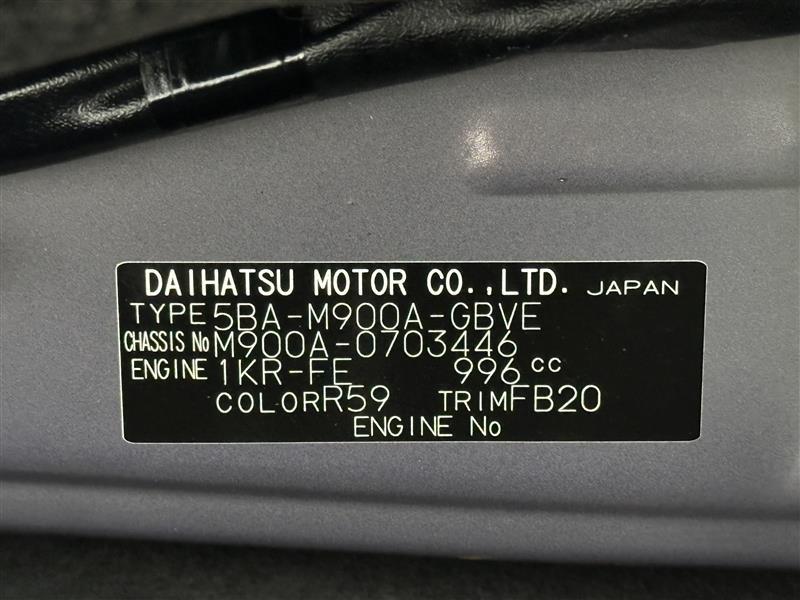 DAIHATSU MOTOR CO.,LTD. JAPAN
TYPE 5BA-M900A-GBVE
CHASSIS No M900A-0703446
ENGINE 1KR-FE 996cc
COLOR R59 TRIM FB20
ENGINE No